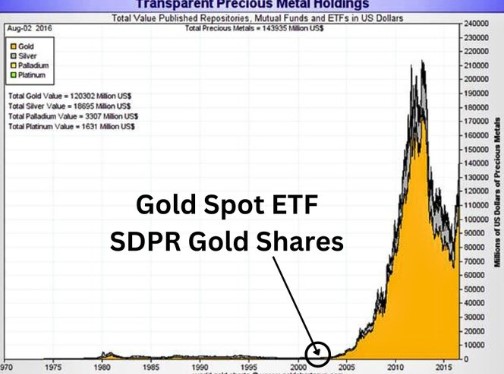 Transparent Precious Metal Holdings
Total Value Published Repositories, Mutual Funds and ETFs in US Dollars
Aug-02 2016
Total Precious Metals = 143935 Million US$
Gold
Silver
Palladium
Platinum
Total Gold Value = 120302 Million US$
Total Silver Value = 18695 Million US$
Total Palladium Value = 3307 Million US$
Total Platinum Value = 1631 Million US$
Gold Spot ETF
SDPR Gold Shares
240000
230000
220000
210000
200000
190000
180000
170000
160000
150000
140000
130000
120000
110000
100000
90000
80000
70000
60000
50000
40000
30000
20000
10000
0
Millions of US Dollars of Precious Metals
970 1975 1980 1985 1990 1995 2000 2005 2010 2015